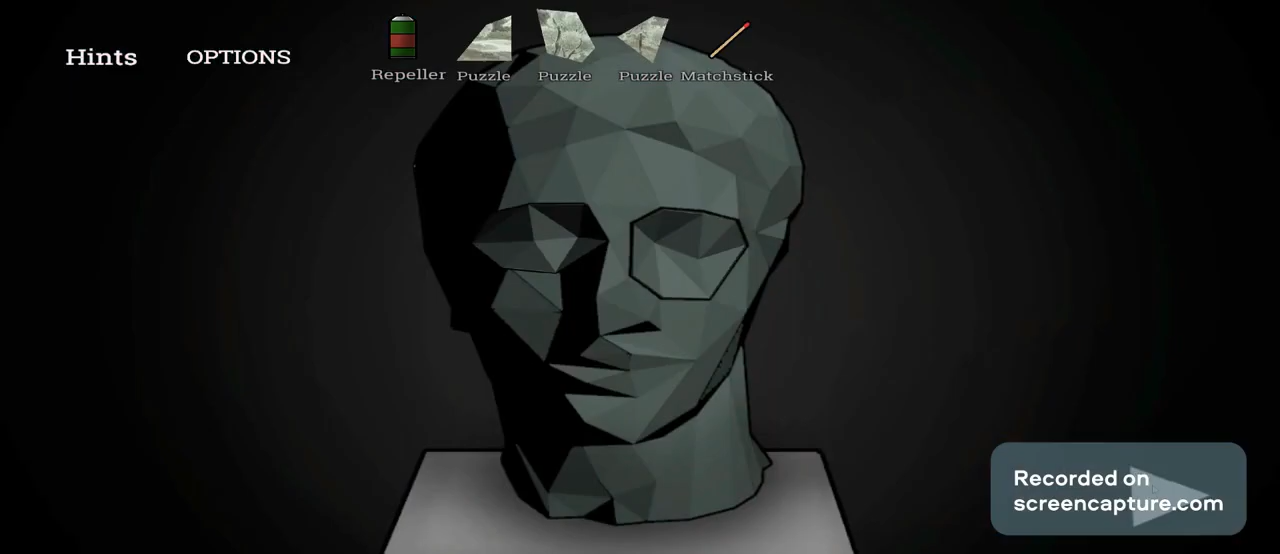 Hints
OPTIONS
Repeller
Puzzle
Puzzle
Puzzle
Matchstick
Recorded on
screencapture.com